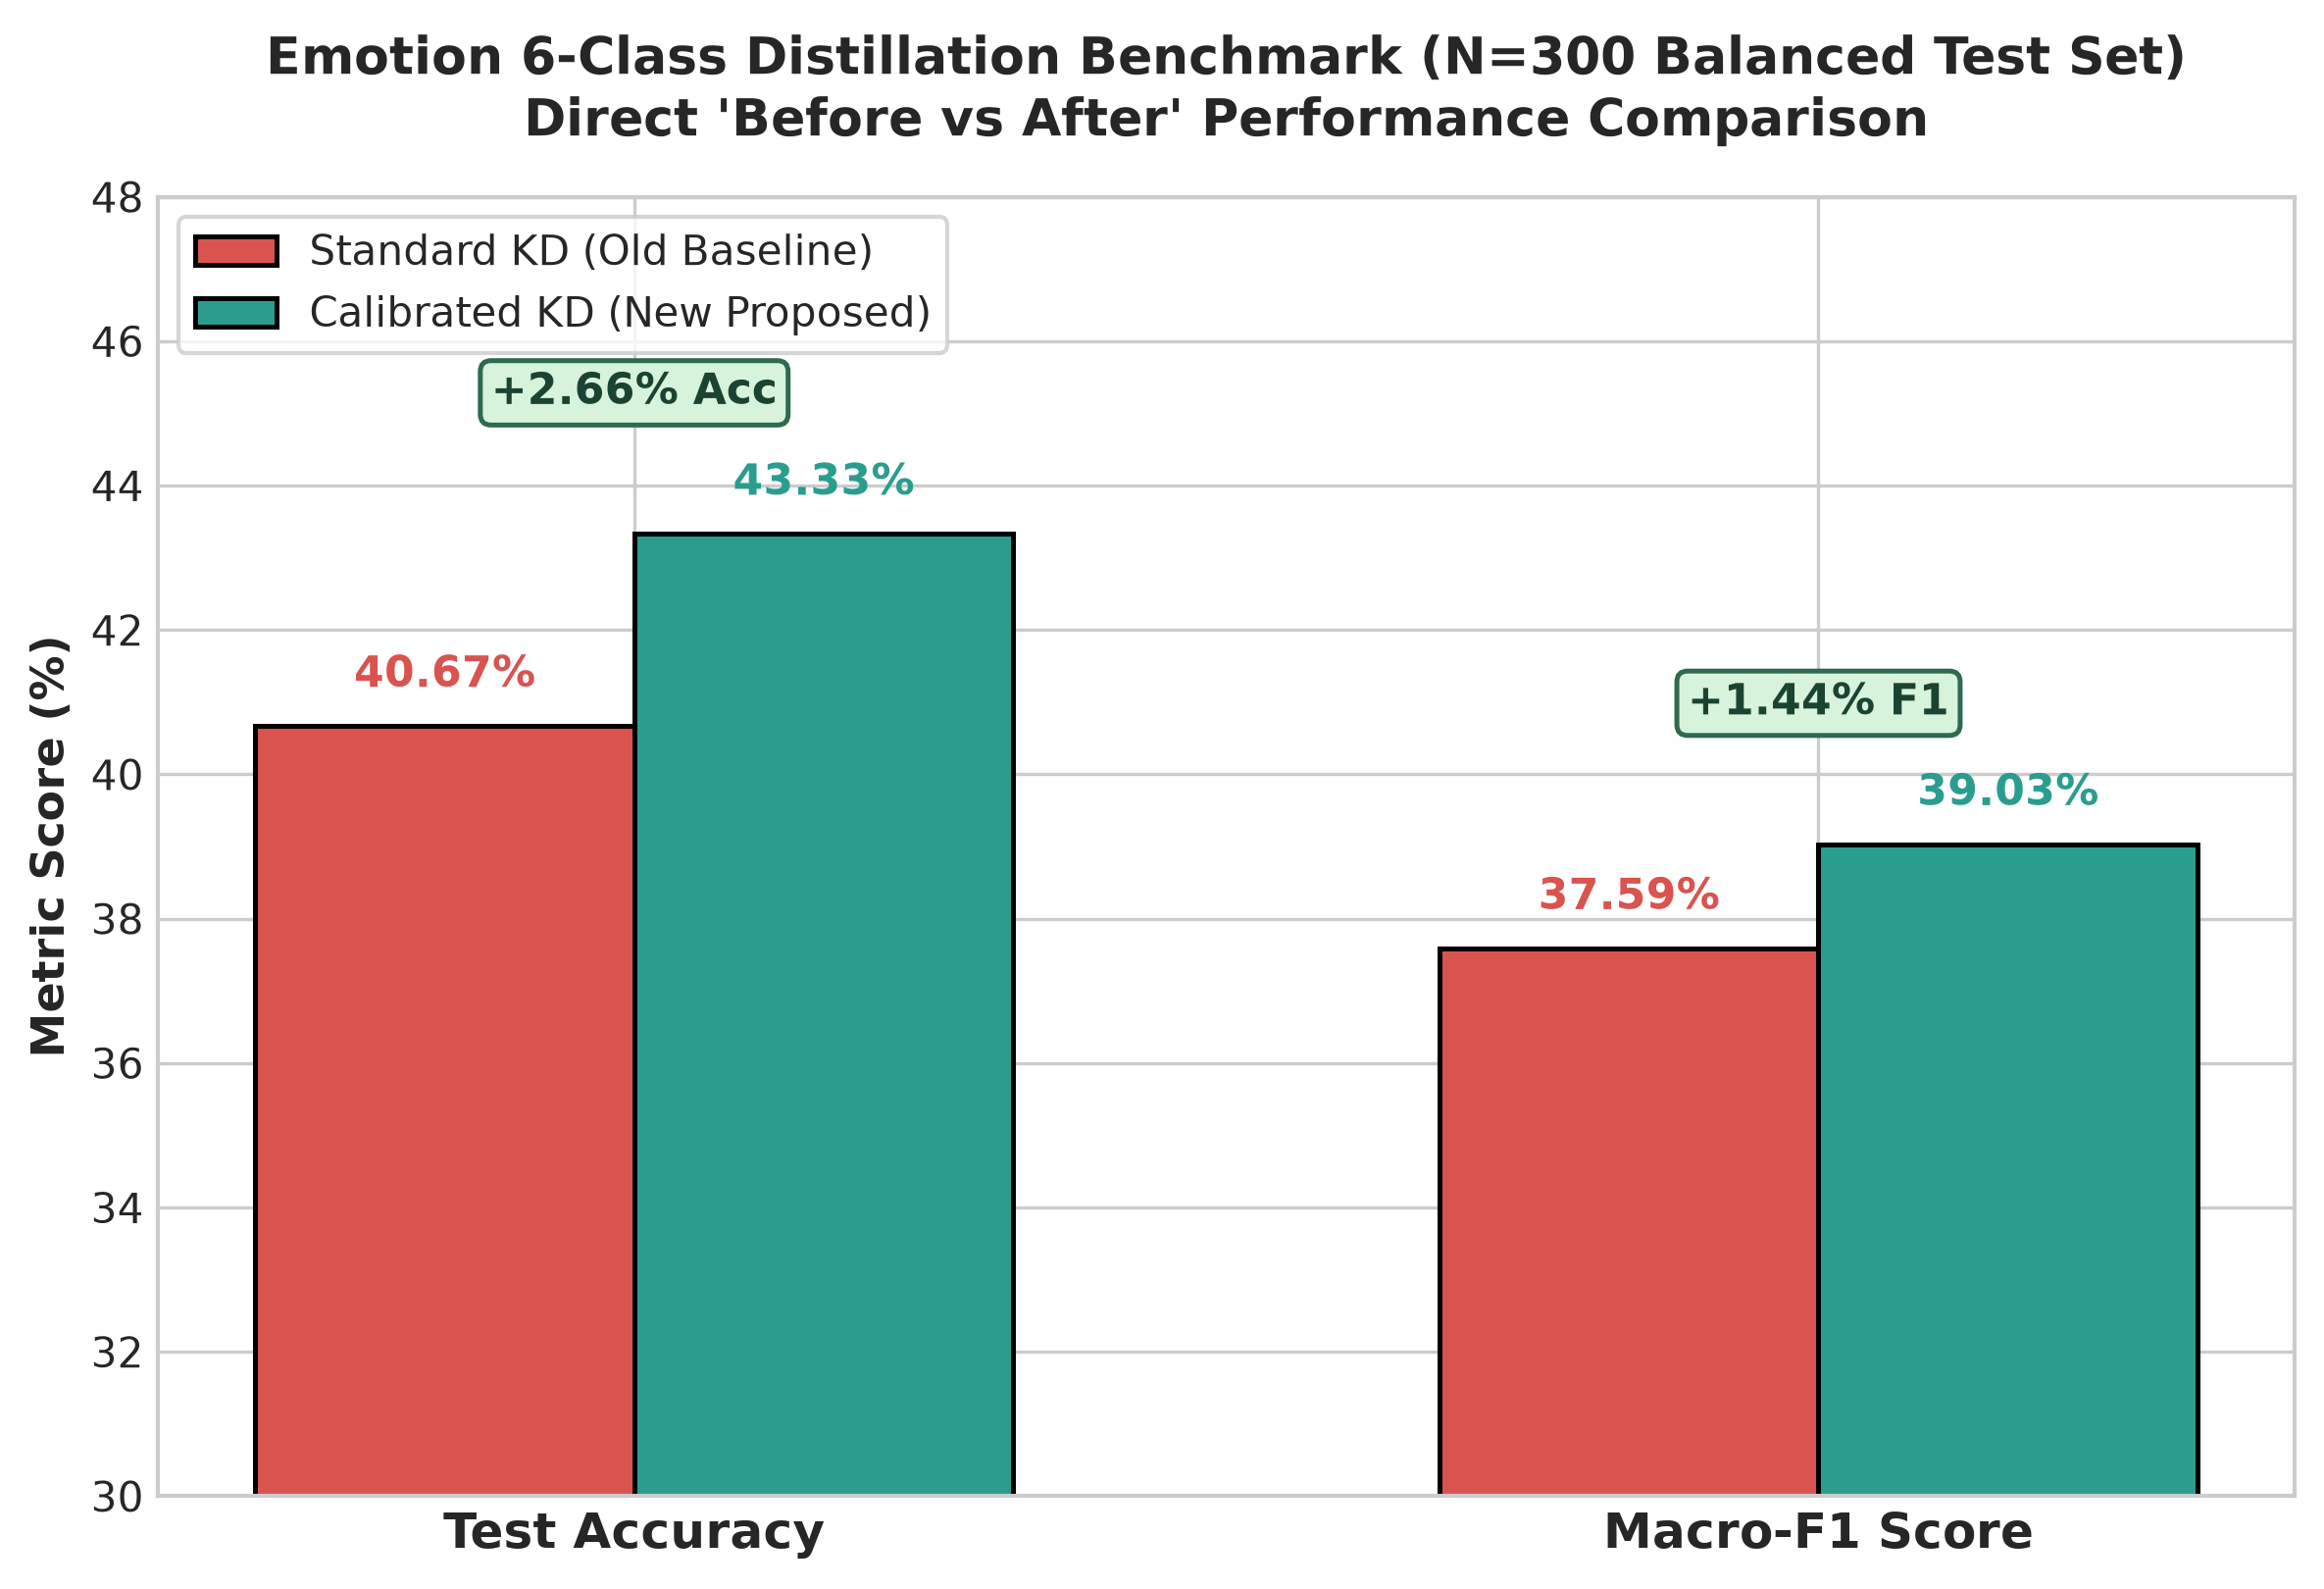 Emotion 6-Class Distillation Benchmark (N=300 Balanced Test Set)
Direct 'Before vs After' Performance Comparison
Standard KD (Old Baseline)
Calibrated KD (New Proposed)
Metric Score (%)
48
46
44
42
40
38
36
34
32
30
+2.66% Acc
43.33%
40.67%
+1.44% F1
39.03%
37.59%
Test Accuracy
Macro-F1 Score